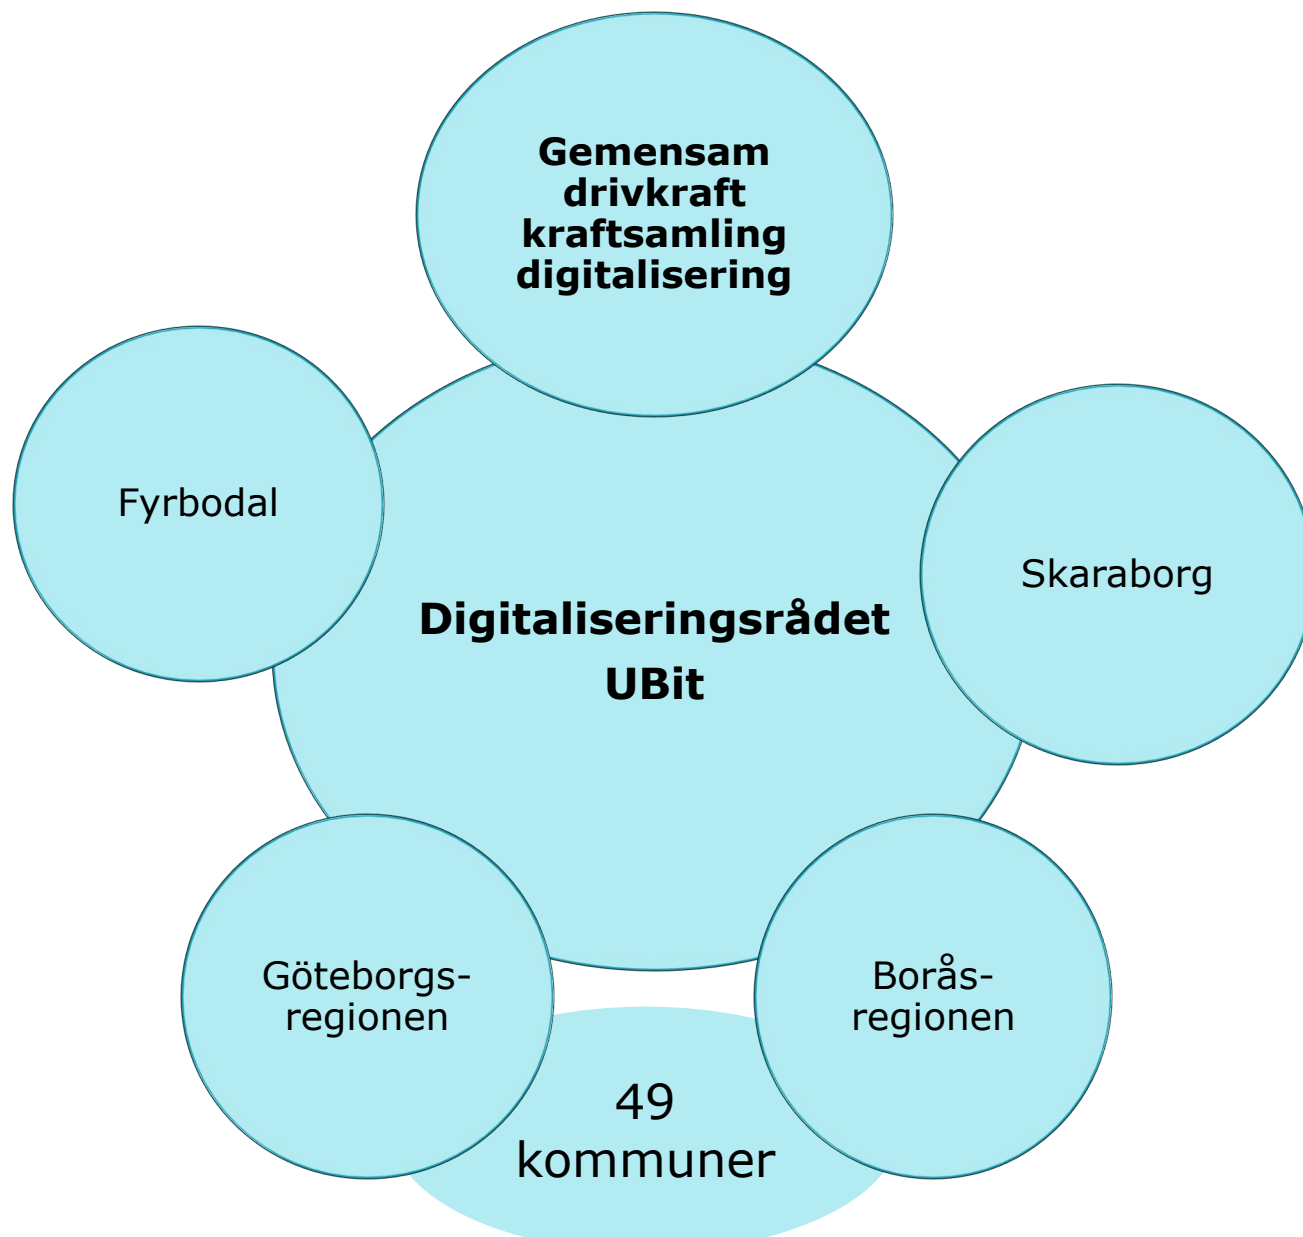 Gemensam
drivkraft
kraftsamling
digitalisering
Fyrbodal
Skaraborg
Digitaliseringsrådet
UBit
Göteborgs-
regionen
Borås-
regionen
49
kommuner